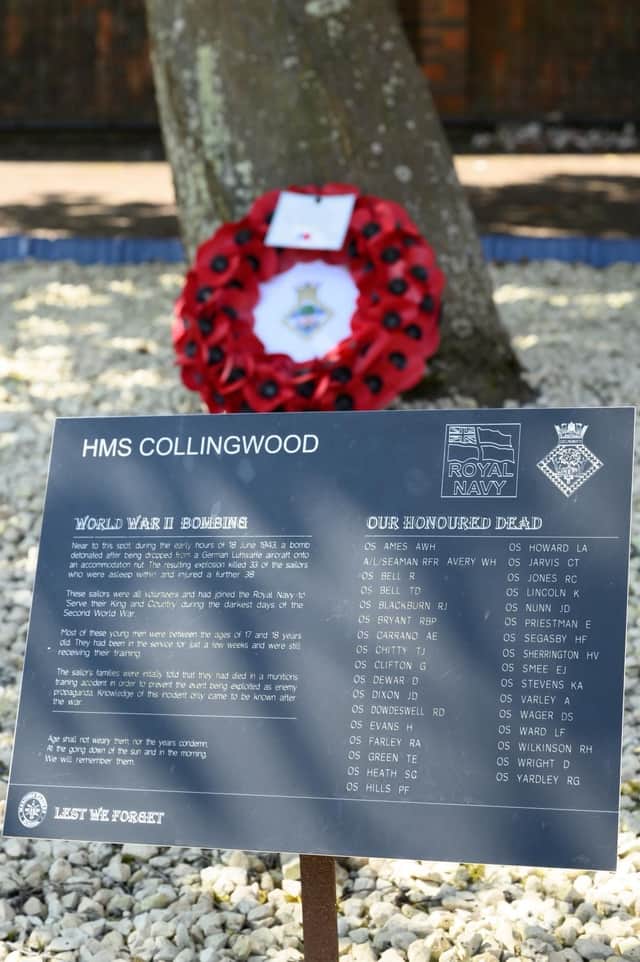 HMS COLLINGWOOD
ROYAL
NAVY
WORLD WAR II BOMBING
Near to this spot, during the early hours of 18 June 1943, a bomb
detonated after being dropped from a German Luftwaffe aircraft onto
an accommodation hut. The resulting explosion killed 33 of the sailors
who were asleep within and injured a further 38.
These sailors were all volunteers and had joined the Royal Navy to
'Serve their King and Country' during the darkest days of the
Second World War.
Most of these young men were between the ages of 17 and 18 years
old. They had been in the service for just a few weeks and were still
receiving their training.
The sailor's families were initially told that they had died in a munitions
training accident in order to prevent the event being exploited as enemy
propaganda. Knowledge of this incident only came to be known after
the war.
Age shall not weary them, nor the years condemn.
At the going down of the sun and in the morning.
We will remember them.
LEST WE FORGET
OUR HONOURED DEAD
OS AMES AWH
A/L/SEAMAN RFR AVERY WH
OS BELL R
OS BELL TD
OS BLACKBURN RJ
OS BRYANT RBP
OS CARRANO AE
OS CHITTY TJ
OS CLIFTON G
OS DEWAR D
OS DIXON JD
OS DOWDESWELL RD
OS EVANS H
OS FARLEY RA
OS GREEN TE
OS HEATH SG
OS HILLS PF
OS HOWARD LA
OS JARVIS CT
OS JONES RC
OS LINCOLN K
OS NUNN JD
OS PRIESTMAN E
OS SEGASBY HF
OS SHERRINGTON HV
OS SMEE EJ
OS STEVENS KA
OS VARLEY A
OS WAGER DS
OS WARD LF
OS WILKINSON RH
OS WRIGHT D
OS YARDLEY RG